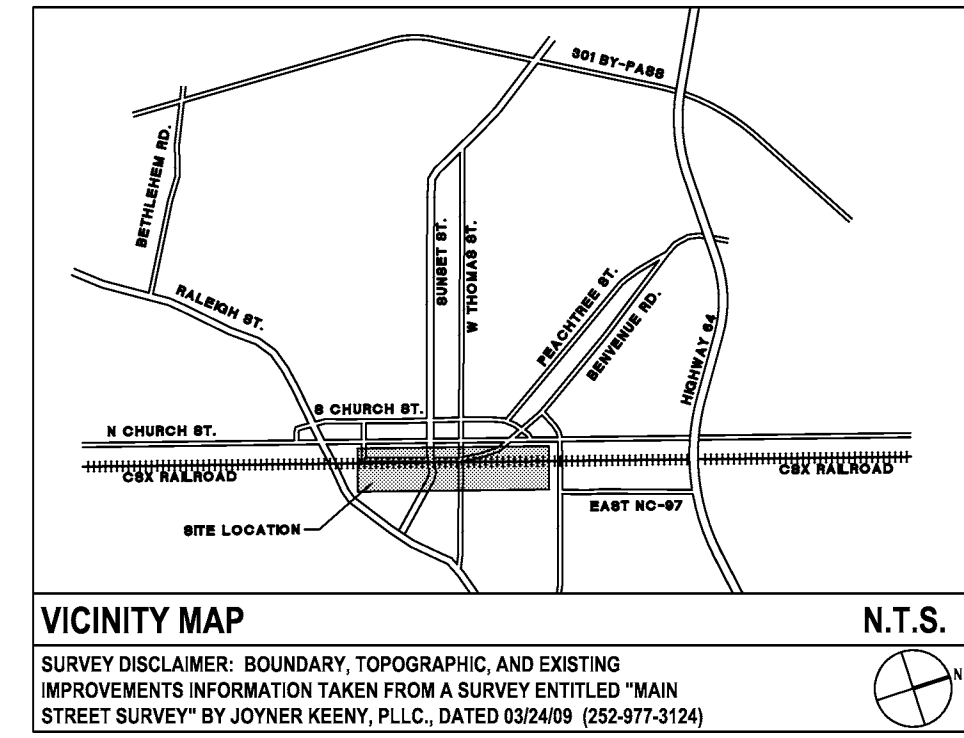 301 BY-PASS
BETHLEHEM RD.
SUNSET ST.
W THOMAS ST.
RALEIGH ST.
PEACHTREE ST.
BENVENUE RD.
HIGHWAY 64
S CHURCH ST.
N CHURCH ST.
CSX RAILROAD
CSX RAILROAD
EAST NC-97
SITE LOCATION
VICINITY MAP
N.T.S.
SURVEY DISCLAIMER: BOUNDARY, TOPOGRAPHIC, AND EXISTING
IMPROVEMENTS INFORMATION TAKEN FROM A SURVEY ENTITLED "MAIN
STREET SURVEY" BY JOYNER KEENY, PLLC., DATED 03/24/09 (252-977-3124)
N